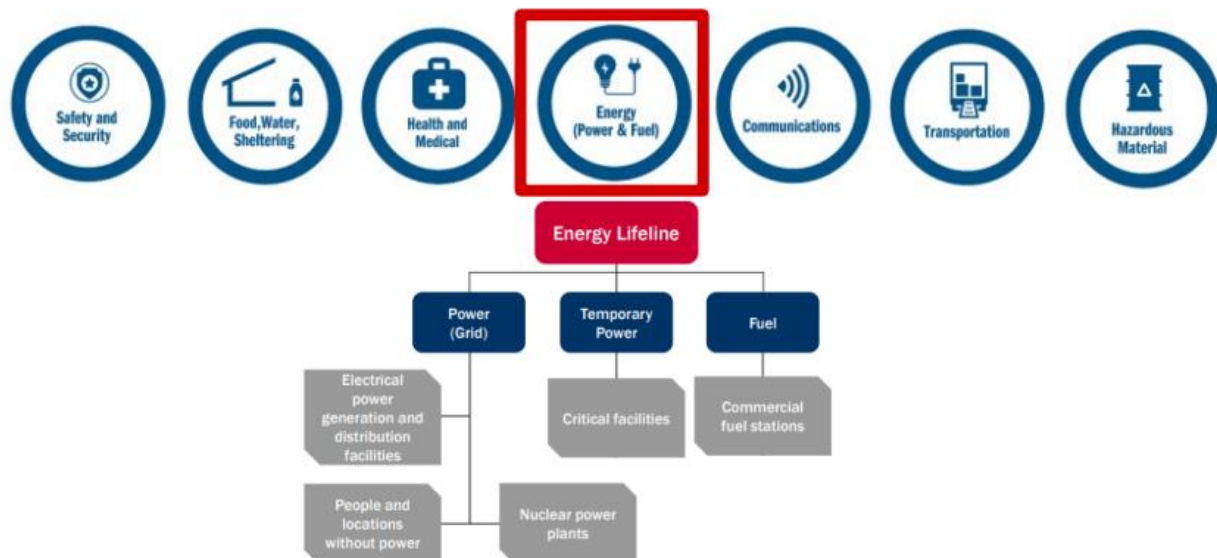 Safety and
Security
Food,Water,
Sheltering
Health and
Medical
Energy
(Power & Fuel)
Communications
Transportation
Hazardous
Material
Energy Lifeline
Power
(Grid)
Temporary
Power
Fuel
Electrical
power
generation and
distribution
facilities
Critical facilities
Commercial
fuel stations
People and
locations
without power
Nuclear power
plants